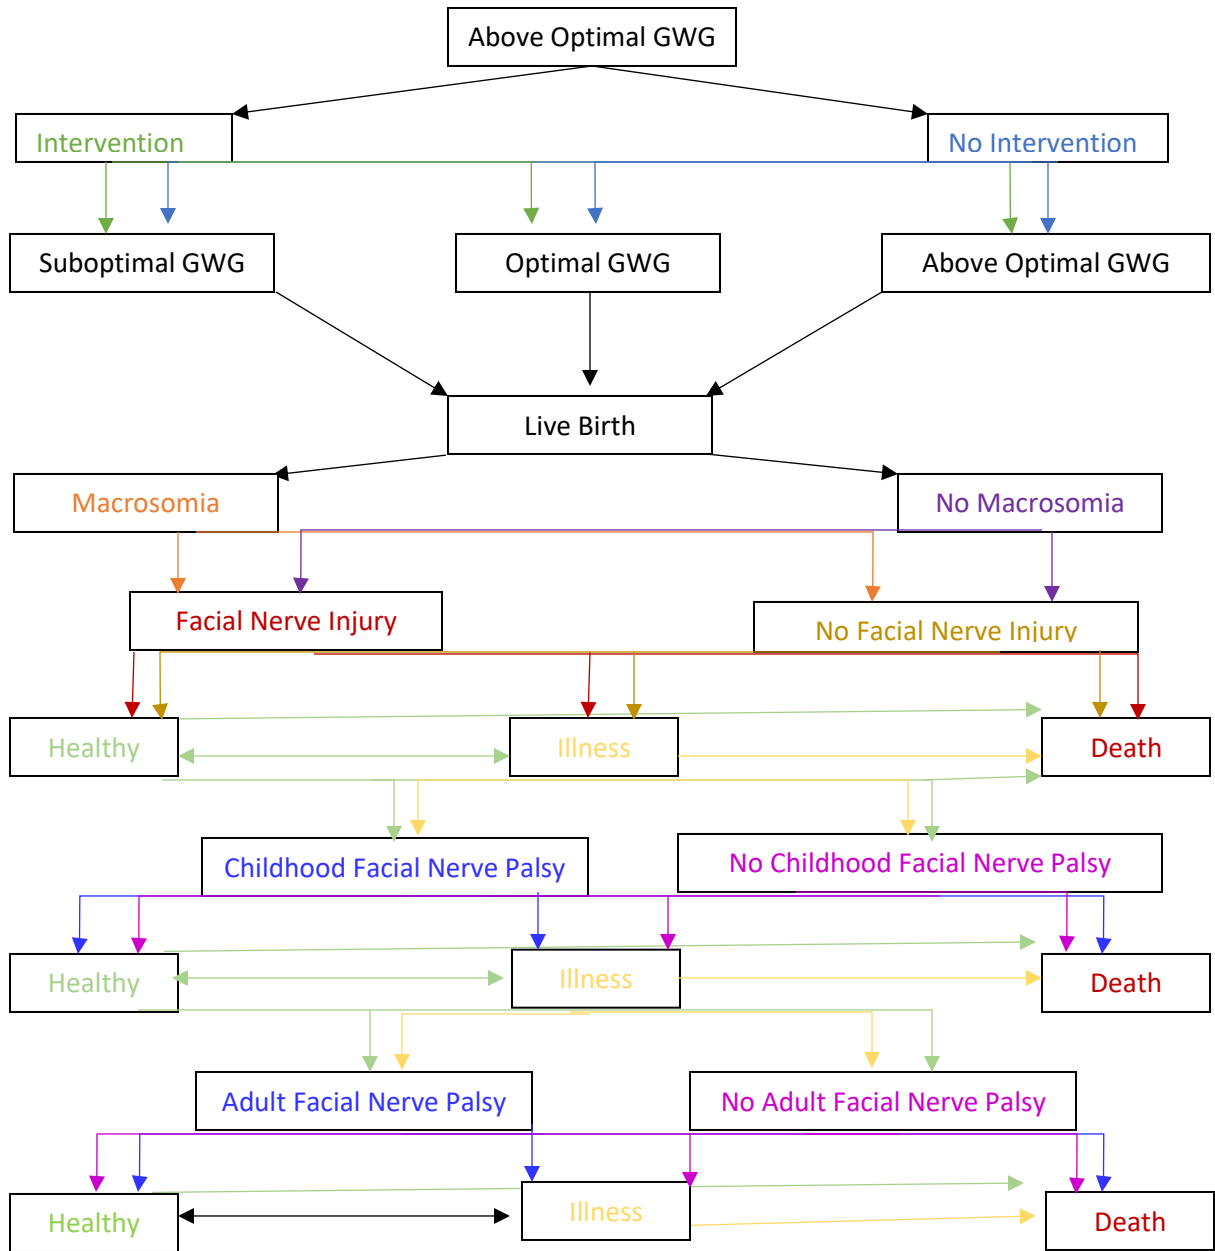 Above Optimal GWG
Intervention
No Intervention
Suboptimal GWG
Optimal GWG
Above Optimal GWG
Live Birth
Macrosomia
No Macrosomia
Facial Nerve Injury
No Facial Nerve Injury
Healthy
Illness
Death
Childhood Facial Nerve Palsy
No Childhood Facial Nerve Palsy
Healthy
Illness
Death
Adult Facial Nerve Palsy
No Adult Facial Nerve Palsy
Healthy
Illness
Death